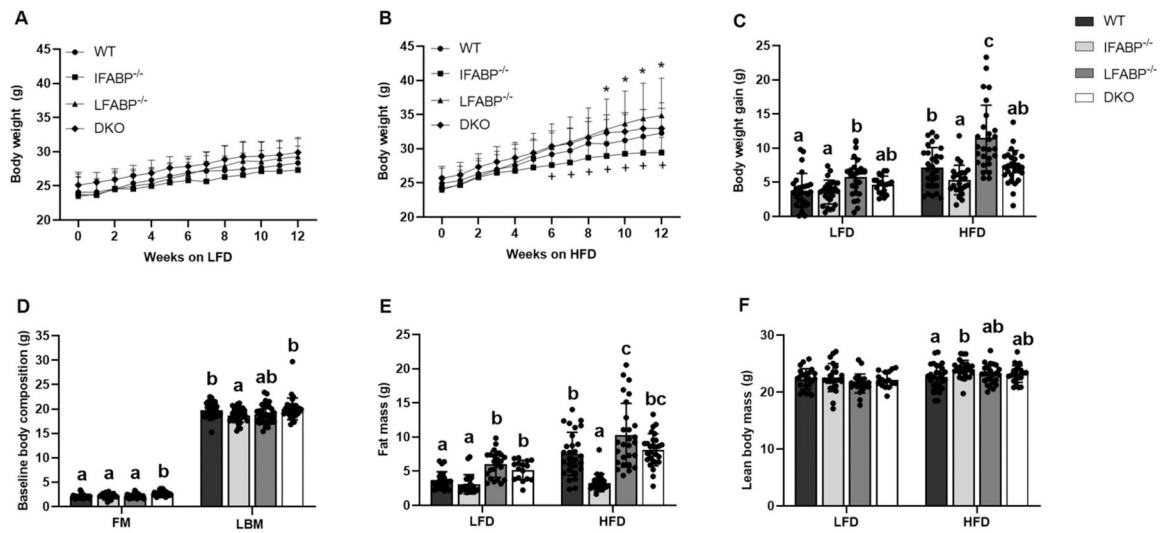 A
WT
IFABP-/-
LFABP-/-
DKO
Body weight (g)
45
40
35
30
25
20
0 2 4 6 8 10 12
Weeks on LFD
B
WT
IFABP-/-
LFABP-/-
DKO
Body weight (g)
45
40
35
30
25
20
* * * *
+ + + + + + +
0 2 4 6 8 10 12
Weeks on HFD
C
Body weight gain (g)
25
20
15
10
5
0
a a b ab
b a c ab
LFD HFD
WT
IFABP-/-
LFABP-/-
DKO
D
Baseline body composition (g)
35
30
25
20
15
10
5
0
a a a b
b a ab b
FM LBM
E
Fat mass (g)
25
20
15
10
5
0
a a b b
b a c bc
LFD HFD
F
Lean body mass (g)
30
20
10
0
a b ab ab
LFD HFD